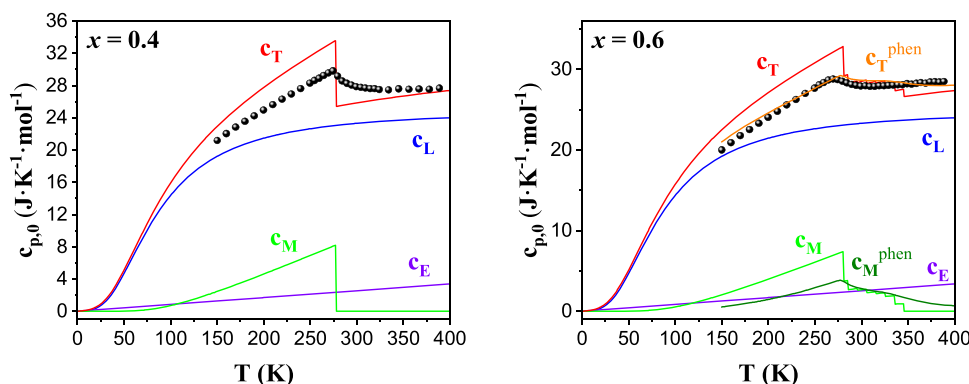 x = 0.4
c_T
c_L
c_M
c_E
36
32
28
24
20
16
12
8
4
0
0 50 100 150 200 250 300 350 400
c_p,0 (J·K⁻¹·mol⁻¹)
T (K)
x = 0.6
c_T
c_T^phen
c_L
c_M
c_M^phen
c_E
30
20
10
0
0 50 100 150 200 250 300 350 400
c_p,0 (J·K⁻¹·mol⁻¹)
T (K)